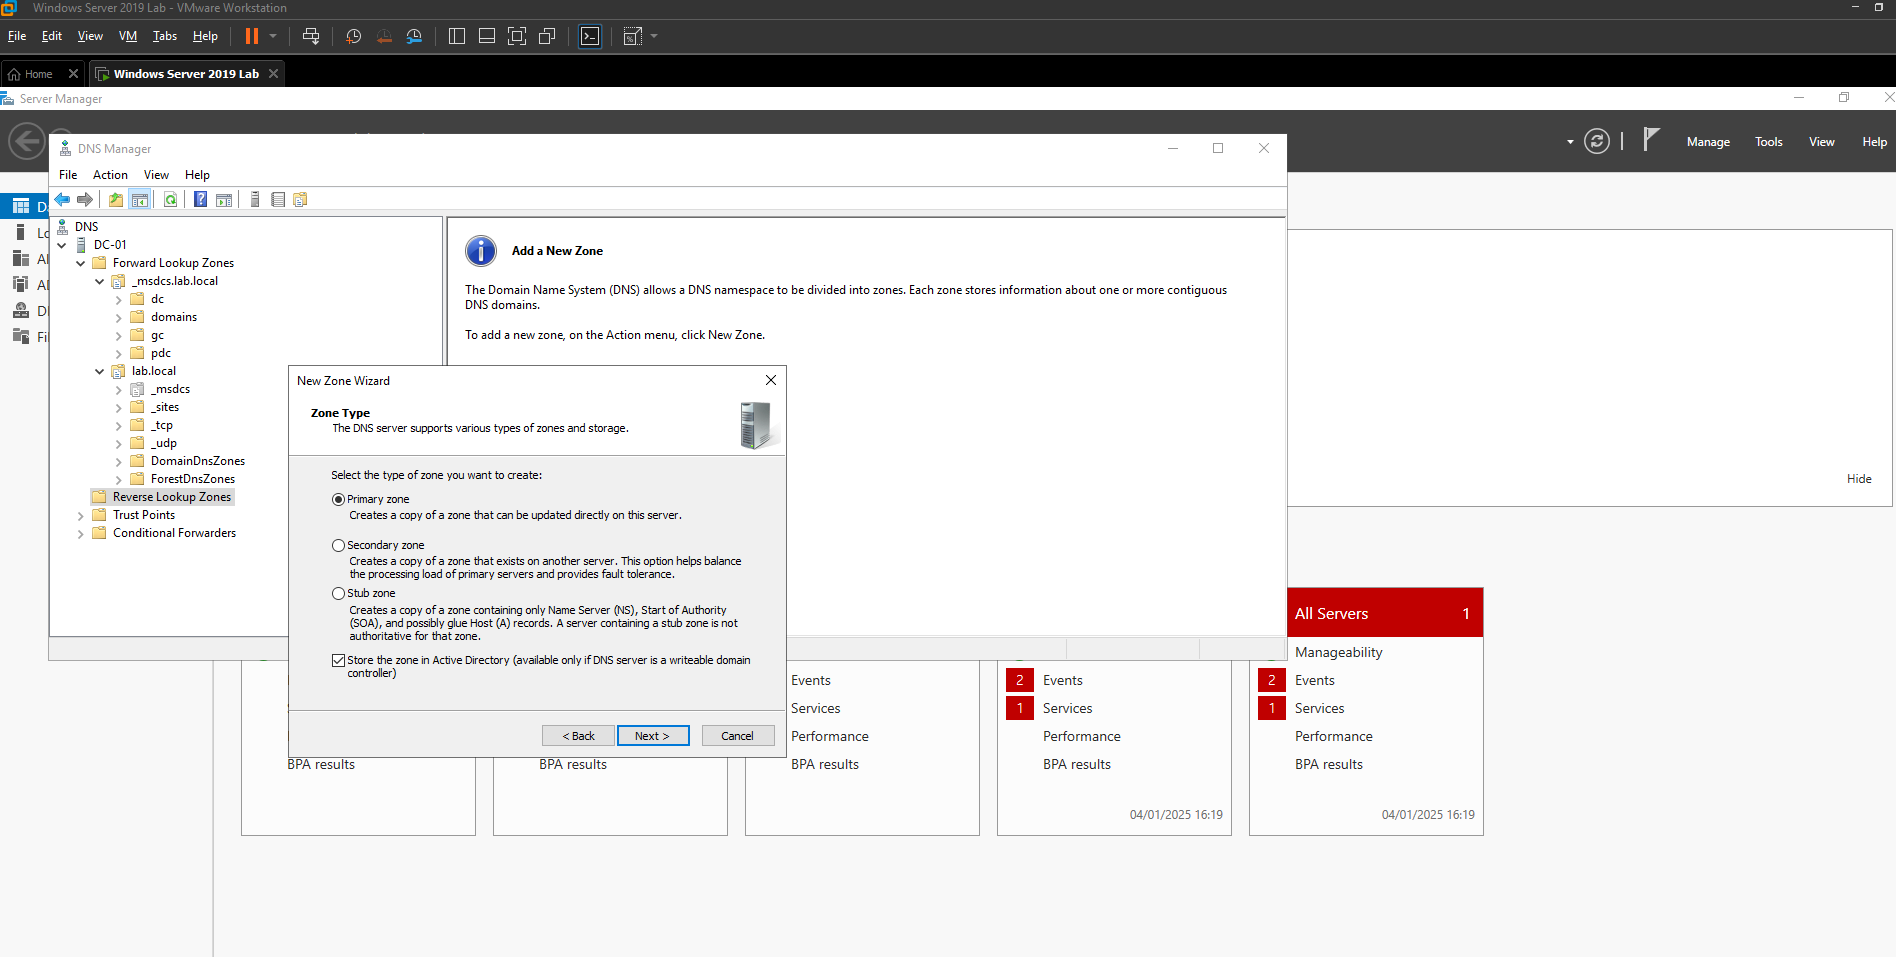 Windows Server 2019 Lab - VMware Workstation
File Edit View VM Tabs Help
Home
Windows Server 2019 Lab
Server Manager
Manage Tools View Help
DNS Manager
File Action View Help
DNS
DC-01
Forward Lookup Zones
_msdcs.lab.local
dc
domains
gc
pdc
lab.local
_msdcs
_sites
_tcp
_udp
DomainDnsZones
ForestDnsZones
Reverse Lookup Zones
Trust Points
Conditional Forwarders
Add a New Zone
The Domain Name System (DNS) allows a DNS namespace to be divided into zones. Each zone stores information about one or more contiguous
DNS domains.
To add a new zone, on the Action menu, click New Zone.
New Zone Wizard
Zone Type
The DNS server supports various types of zones and storage.
Select the type of zone you want to create:
Primary zone
Creates a copy of a zone that can be updated directly on this server.
Secondary zone
Creates a copy of a zone that exists on another server. This option helps balance
the processing load of primary servers and provides fault tolerance.
Stub zone
Creates a copy of a zone containing only Name Server (NS), Start of Authority
(SOA), and possibly glue Host (A) records. A server containing a stub zone is not
authoritative for that zone.
Store the zone in Active Directory (available only if DNS server is a writeable domain
controller)
< Back Next > Cancel
Hide
BPA results
BPA results
Events
Services
Performance
BPA results
2 Events
1 Services
Performance
BPA results
04/01/2025 16:19
All Servers 1
Manageability
2 Events
1 Services
Performance
BPA results
04/01/2025 16:19